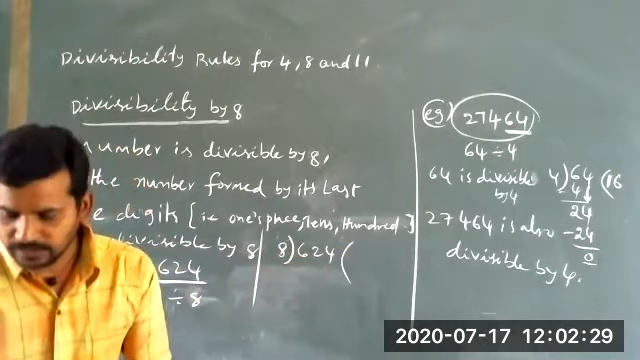 Divisibility Rules for 4, 8 and 11.
Divisibility by 8
number is divisible by 8,
the number formed by its last
digits [ie one's place, tens, Hundred]
divisible by 8
624
÷ 8
8)624(
eg) 27464
64 ÷ 4
64 is divisible
by 4
4)64(16
4
24
-24
0
27464 is also
divisible by 4.
2020-07-17 12:02:29